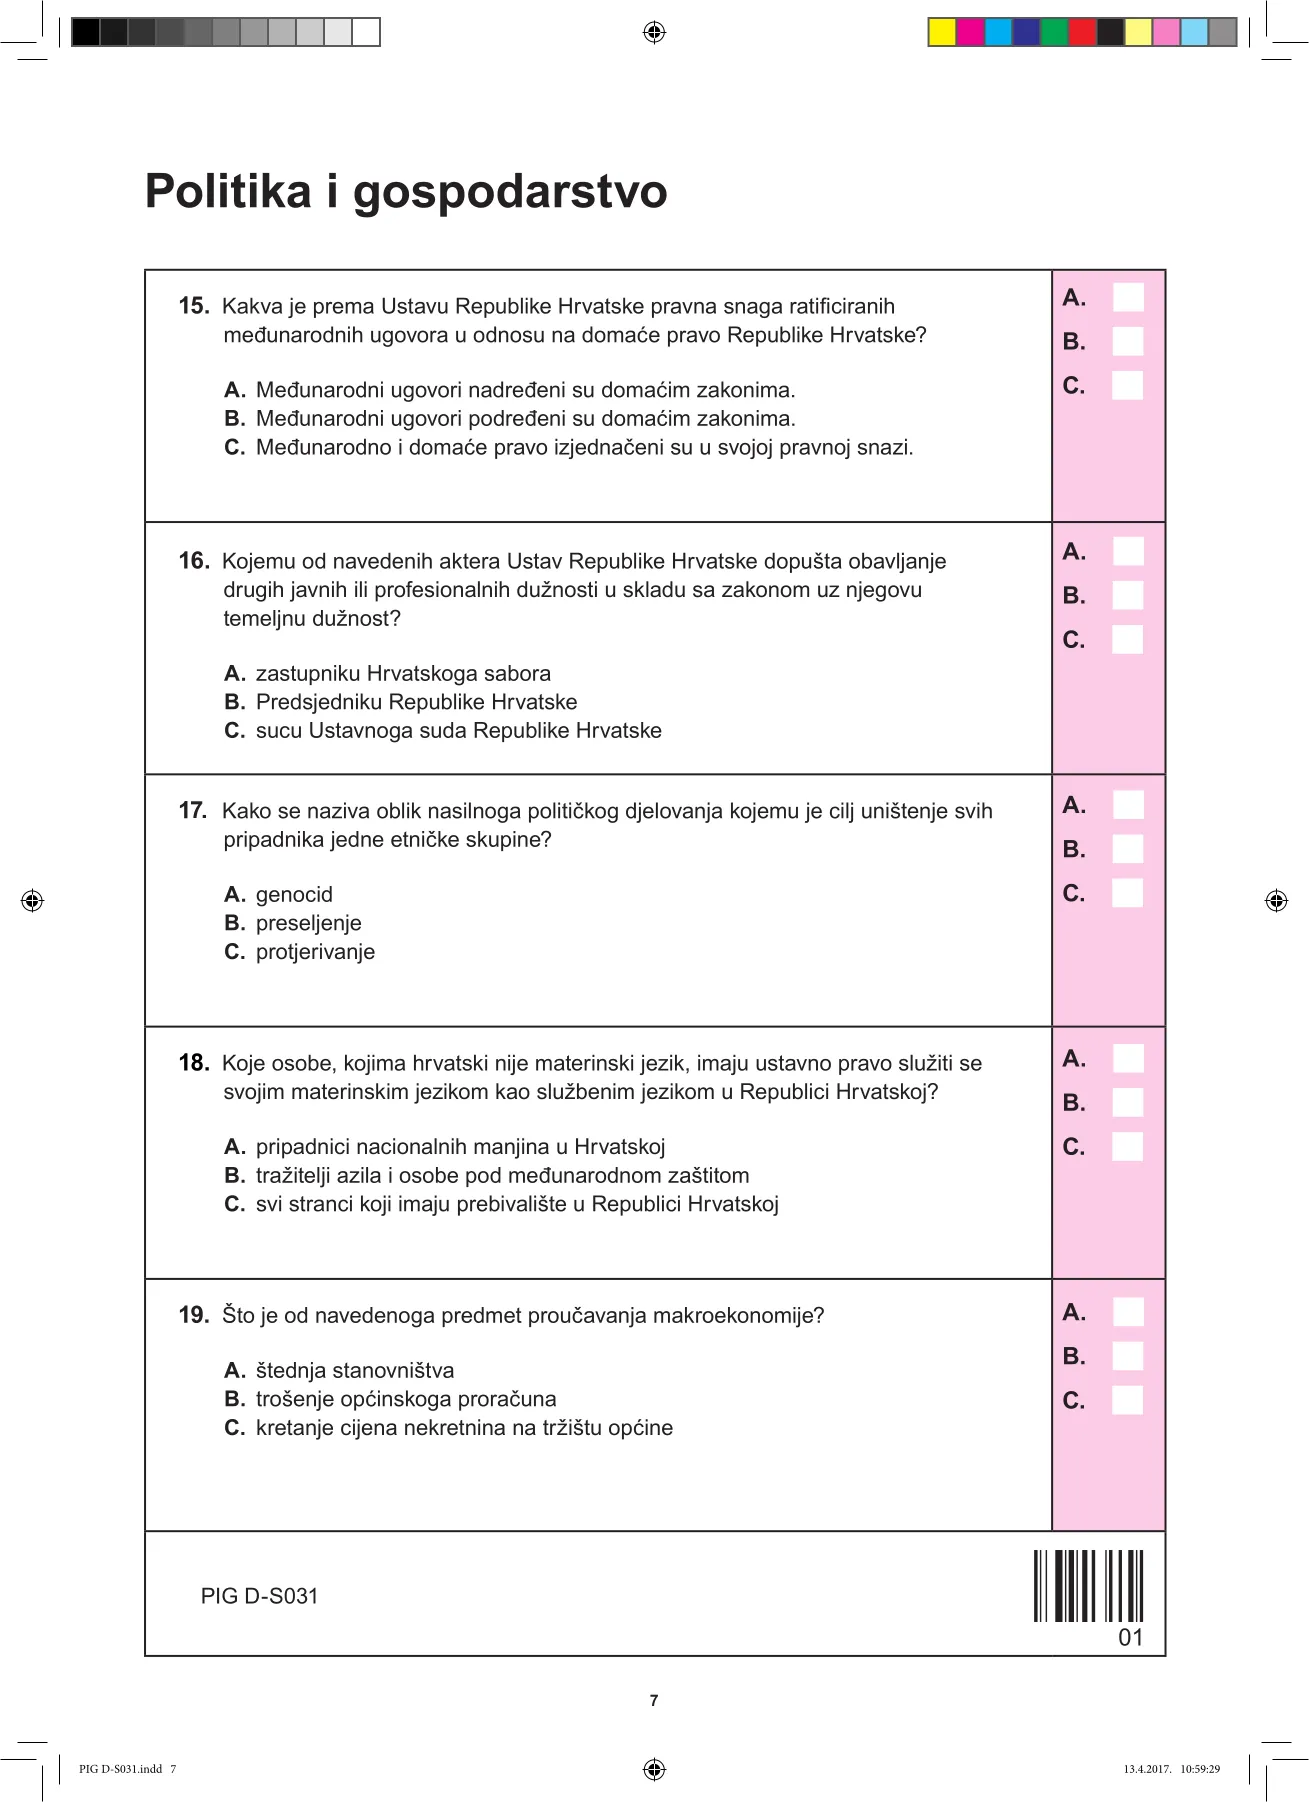 Politika i gospodarstvo
15. Kakva je prema Ustavu Republike Hrvatske pravna snaga ratificiranih
međunarodnih ugovora u odnosu na domaće pravo Republike Hrvatske?
A. Međunarodni ugovori nadređeni su domaćim zakonima.
B. Međunarodni ugovori podređeni su domaćim zakonima.
C. Međunarodno i domaće pravo izjednačeni su u svojoj pravnoj snazi.
A.
B.
C.
16. Kojemu od navedenih aktera Ustav Republike Hrvatske dopušta obavljanje
drugih javnih ili profesionalnih dužnosti u skladu sa zakonom uz njegovu
temeljnu dužnost?
A. zastupniku Hrvatskoga sabora
B. Predsjedniku Republike Hrvatske
C. sucu Ustavnoga suda Republike Hrvatske
A.
B.
C.
17. Kako se naziva oblik nasilnoga političkog djelovanja kojemu je cilj uništenje svih
pripadnika jedne etničke skupine?
A. genocid
B. preseljenje
C. protjerivanje
A.
B.
C.
18. Koje osobe, kojima hrvatski nije materinski jezik, imaju ustavno pravo služiti se
svojim materinskim jezikom kao službenim jezikom u Republici Hrvatskoj?
A. pripadnici nacionalnih manjina u Hrvatskoj
B. tražitelji azila i osobe pod međunarodnom zaštitom
C. svi stranci koji imaju prebivalište u Republici Hrvatskoj
A.
B.
C.
19. Što je od navedenoga predmet proučavanja makroekonomije?
A. štednja stanovništva
B. trošenje općinskoga proračuna
C. kretanje cijena nekretnina na tržištu općine
A.
B.
C.
PIG D-S031
01
7
PIG D-S031.indd 7
13.4.2017. 10:59:29